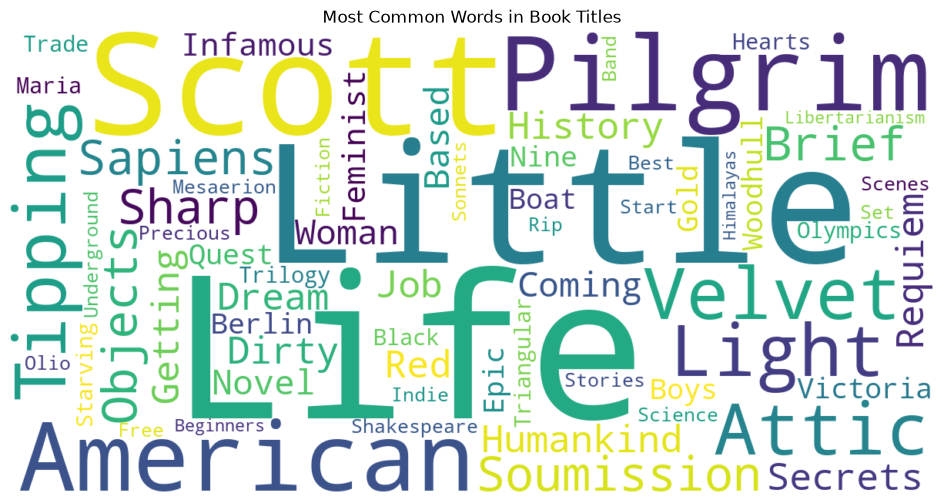 Most Common Words in Book Titles
Trade
Scott
Infamous
Pilgrim
Band
Hearts
Maria
Tipping
Feminist
Based
History
Libertarianism
Sapiens
Fiction
Sonnets
Nine
Best
Woodhull
Brief
Mesaerion
Little
Gold
Himalayas
Scenes
Underground
Sharp
Precious
Woman
Boat
Rip
Start
Set
Olympics
Requiem
Objects
Getting
Quest
Trilogy
Dream
Job
Coming
Velvet
Berlin
Life
Dirty
Black
Red
Epic
Triangular
Light
Olio
Starving
Novel
Indie
Stories
Boys
Victoria
Free
Beginners
Shakespeare
Science
Attic
American
Humankind
Soumission
Secrets